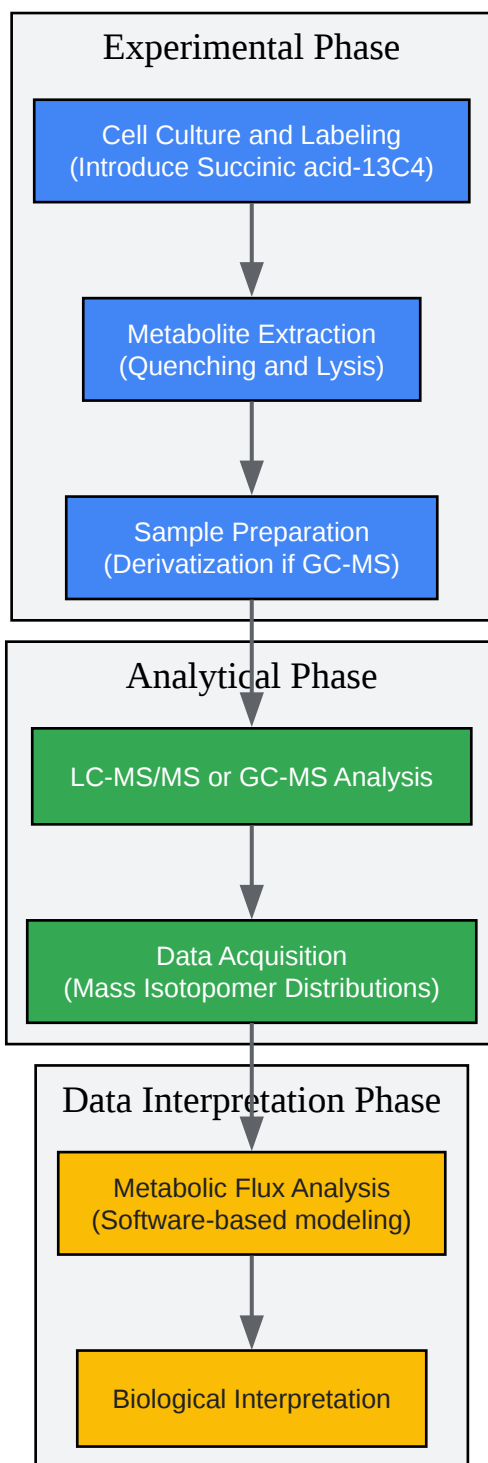 Experimental Phase
Cell Culture and Labeling
(Introduce Succinic acid-13C4)
Metabolite Extraction
(Quenching and Lysis)
Sample Preparation
(Derivatization if GC-MS)
Analytical Phase
LC-MS/MS or GC-MS Analysis
Data Acquisition
(Mass Isotopomer Distributions)
Data Interpretation Phase
Metabolic Flux Analysis
(Software-based modeling)
Biological Interpretation